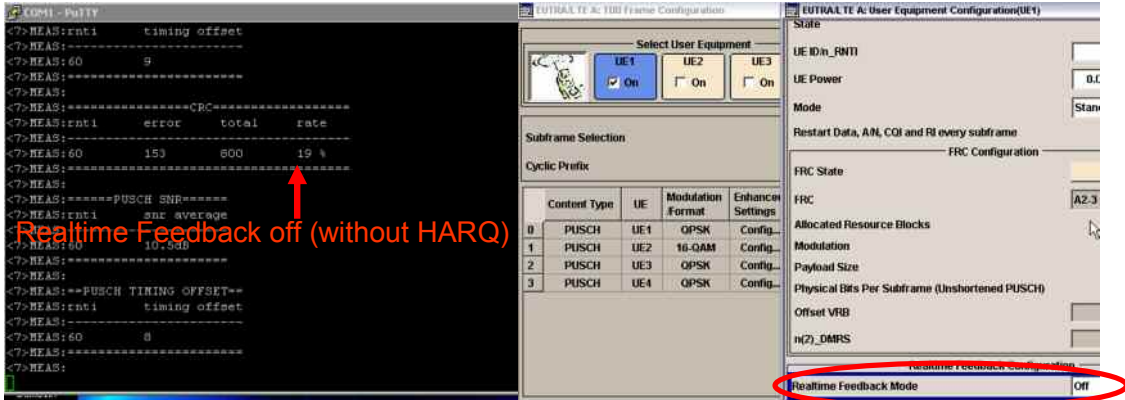 COM1 - PuTTY
<7>MEAS:rnti timing offset
<7>MEAS:------------------------
<7>MEAS:60 9
<7>MEAS:========================
<7>MEAS:
<7>MEAS:================CRC==================
<7>MEAS:rnti error total rate
<7>MEAS:-------------------------------------
<7>MEAS:60 153 800 19 %
<7>MEAS:=====================================
<7>MEAS:
<7>MEAS:======PUSCH SNR======
<7>MEAS:rnti snr average
Realtime Feedback off (without HARQ)
<7>MEAS:60 10.5dB
<7>MEAS:=====================
<7>MEAS:
<7>MEAS:==PUSCH TIMING OFFSET==
<7>MEAS:rnti timing offset
<7>MEAS:-----------------------
<7>MEAS:60 8
<7>MEAS:=======================
<7>MEAS:
EUTRA/LTE A: TDD Frame Configuration
Select User Equipment
UE1 UE2 UE3
On On On
Subframe Selection
Cyclic Prefix
Content Type UE Modulation Format Enhanced Settings
0 PUSCH UE1 QPSK Config...
1 PUSCH UE2 16-QAM Config...
2 PUSCH UE3 QPSK Config...
3 PUSCH UE4 QPSK Config...
EUTRA/LTE A: User Equipment Configuration(UE1)
State
UE ID/n_RNTI
UE Power 0.0
Mode Stan
Restart Data, A/N, CQI and RI every subframe
FRC Configuration
FRC State
FRC A2-3
Allocated Resource Blocks
Modulation
Payload Size
Physical Bits Per Subframe (Unshortened PUSCH)
Offset VRB
n(2)_DMRS
Realtime Feedback Configuration
Realtime Feedback Mode Off